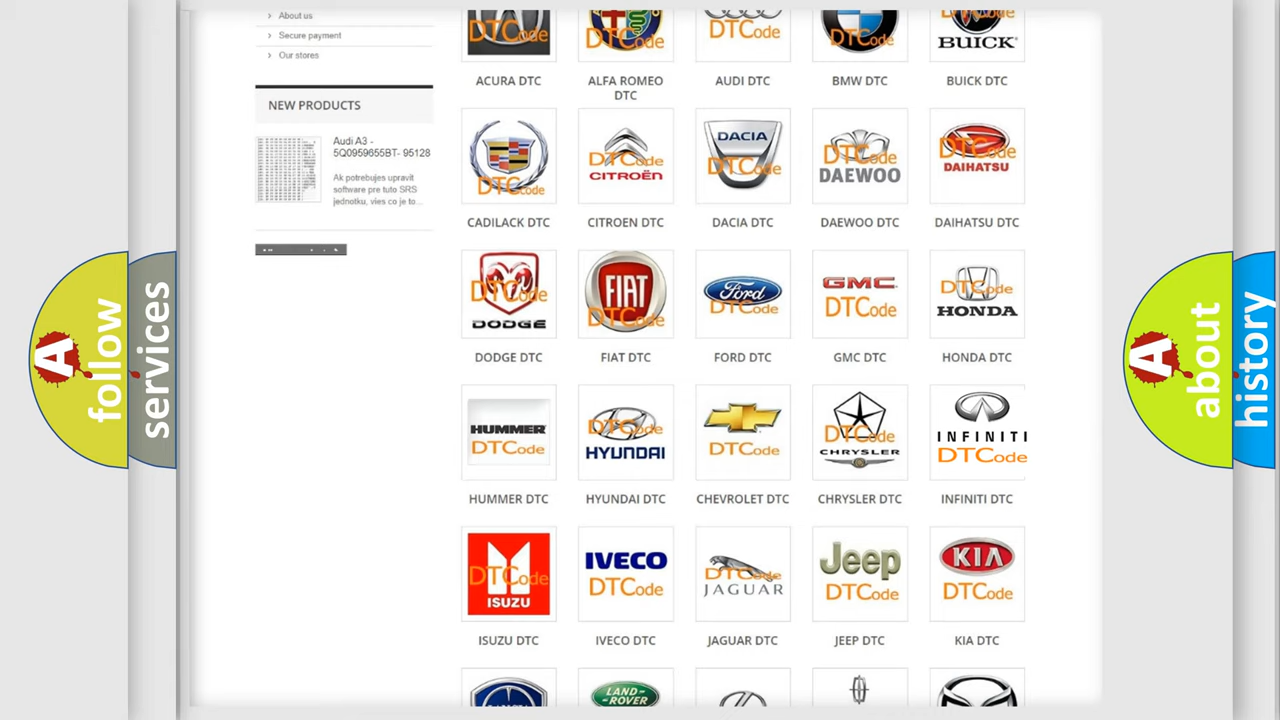 About us
Secure payment
Our stores
NEW PRODUCTS
Audi A3 -
5Q0959655BT- 95128
Ak potrebujes upravit
software pre tuto SRS
jednotku, vies co je to...
DTCode
DTCode
DTCode
DTCode
BUICK
ACURA DTC
ALFA ROMEO
DTC
AUDI DTC
BMW DTC
BUICK DTC
DTCode
DTCode
CITROËN
DACIA
DTCode
DTCode
DAEWOO
DTCode
DAIHATSU
CADILACK DTC
CITROEN DTC
DACIA DTC
DAEWOO DTC
DAIHATSU DTC
DTCode
DODGE
FIAT
DTCode
Ford
DTCode
GMC
DTCode
DTCode
HONDA
DODGE DTC
FIAT DTC
FORD DTC
GMC DTC
HONDA DTC
HUMMER
DTCode
DTCode
HYUNDAI
DTCode
DTCode
CHRYSLER
INFINITI
DTCode
HUMMER DTC
HYUNDAI DTC
CHEVROLET DTC
CHRYSLER DTC
INFINITI DTC
DTCode
ISUZU
IVECO
DTCode
DTCode
JAGUAR
Jeep
DTCode
KIA
DTCode
ISUZU DTC
IVECO DTC
JAGUAR DTC
JEEP DTC
KIA DTC
LAND-
ROVER
A follow
services
A about
history